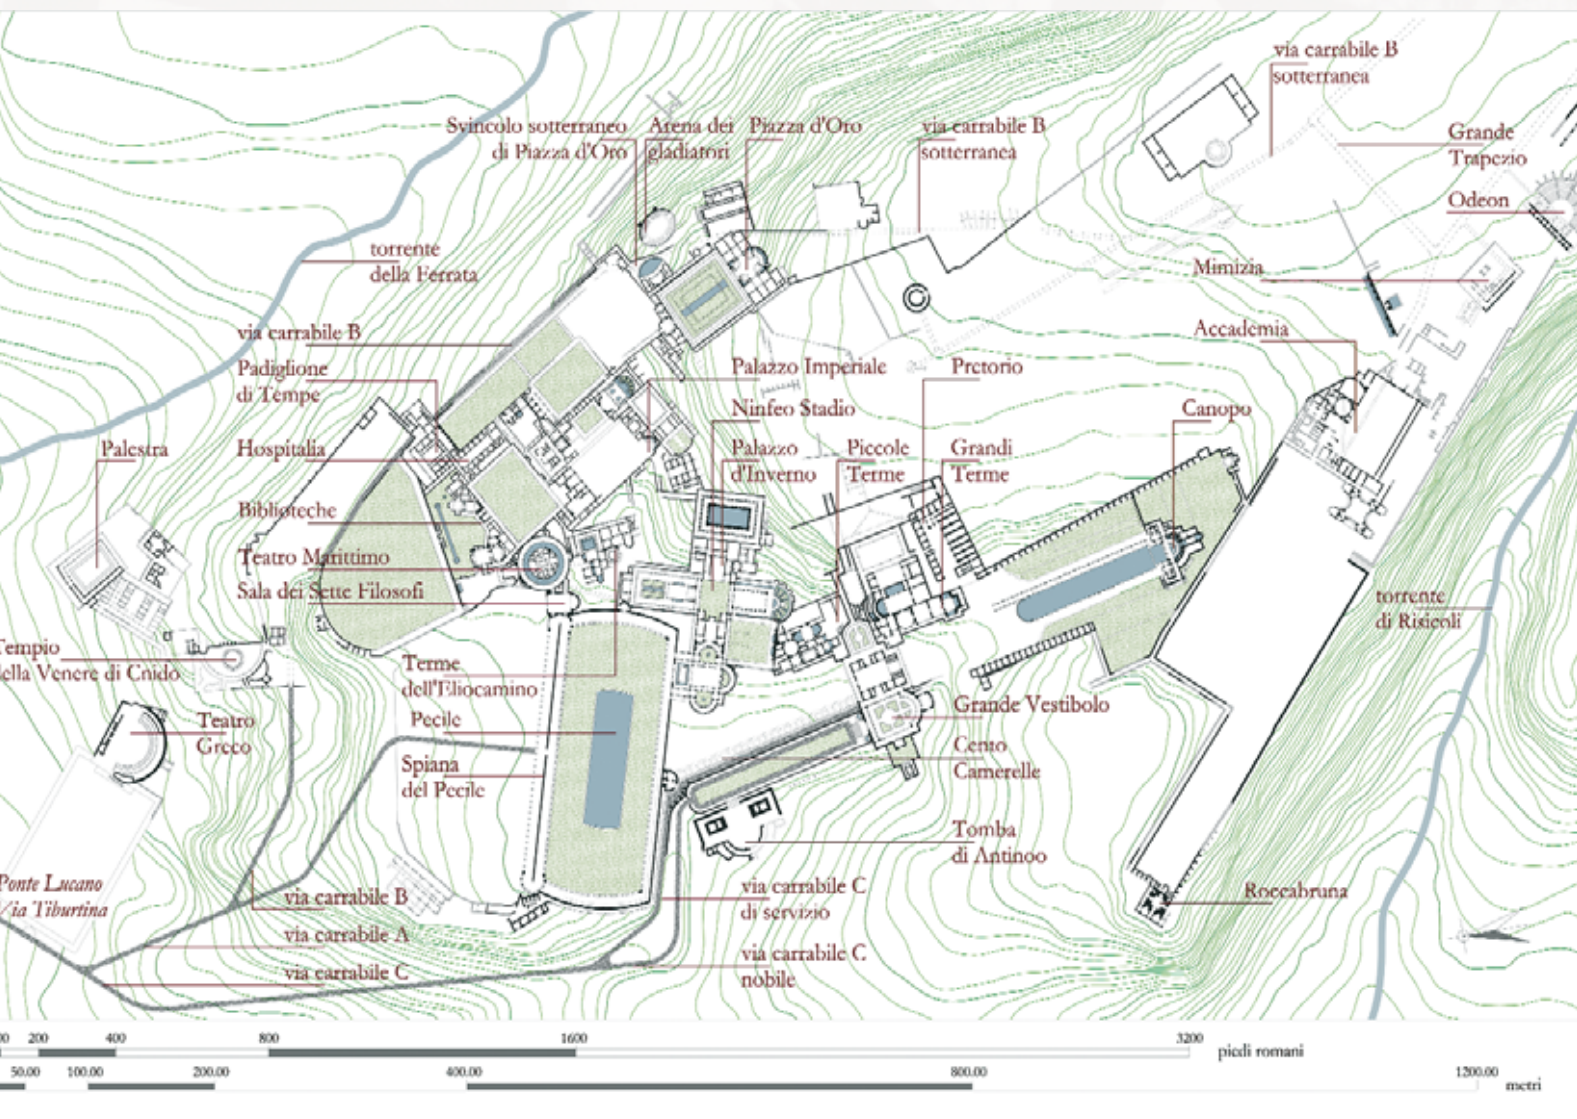 via carrabile B
sotterranea
Svincolo sotterraneo
di Piazza d'Oro
Arena dei
gladiatori
Piazza d'Oro
via carrabile B
sotterranea
Grande
Trapezio
Odeon
torrente
della Ferrata
Mimizia
via carrabile B
Accademia
Padiglione
di Tempe
Palazzo Imperiale
Pretorio
Ninfeo Stadio
Canopo
Palestra
Hospitalia
Palazzo
d'Inverno
Piccole
Terme
Grandi
Terme
Biblioteche
Teatro Marittimo
Sala dei Sette Filosofi
torrente
di Risicoli
Tempio
della Venere di Cnido
Terme
dell'Eliocamino
Teatro
Greco
Pecile
Grande Vestibolo
Spiana
del Pecile
Cento
Camerelle
Tomba
di Antinoo
Ponte Lucano
Via Tiburtina
via carrabile B
via carrabile C
di servizio
Roccabruna
via carrabile A
via carrabile C
via carrabile C
nobile
200 400 800 1600 3200 piedi romani
50.00 100.00 200.00 400.00 800.00 1200.00 metri